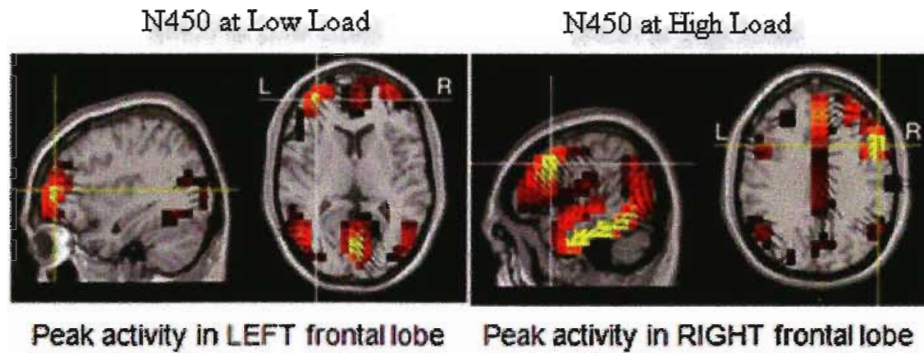 N450 at Low Load
N450 at High Load
L R
L R
Peak activity in LEFT frontal lobe
Peak activity in RIGHT frontal lobe